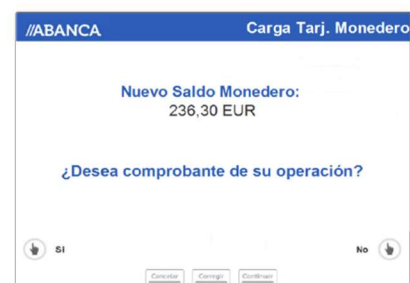 //ABANCA
Carga Tarj. Monedero
Nuevo Saldo Monedero:
236,30 EUR
¿Desea comprobante de su operación?
Sí
No
Cancelar Corregir Continuar